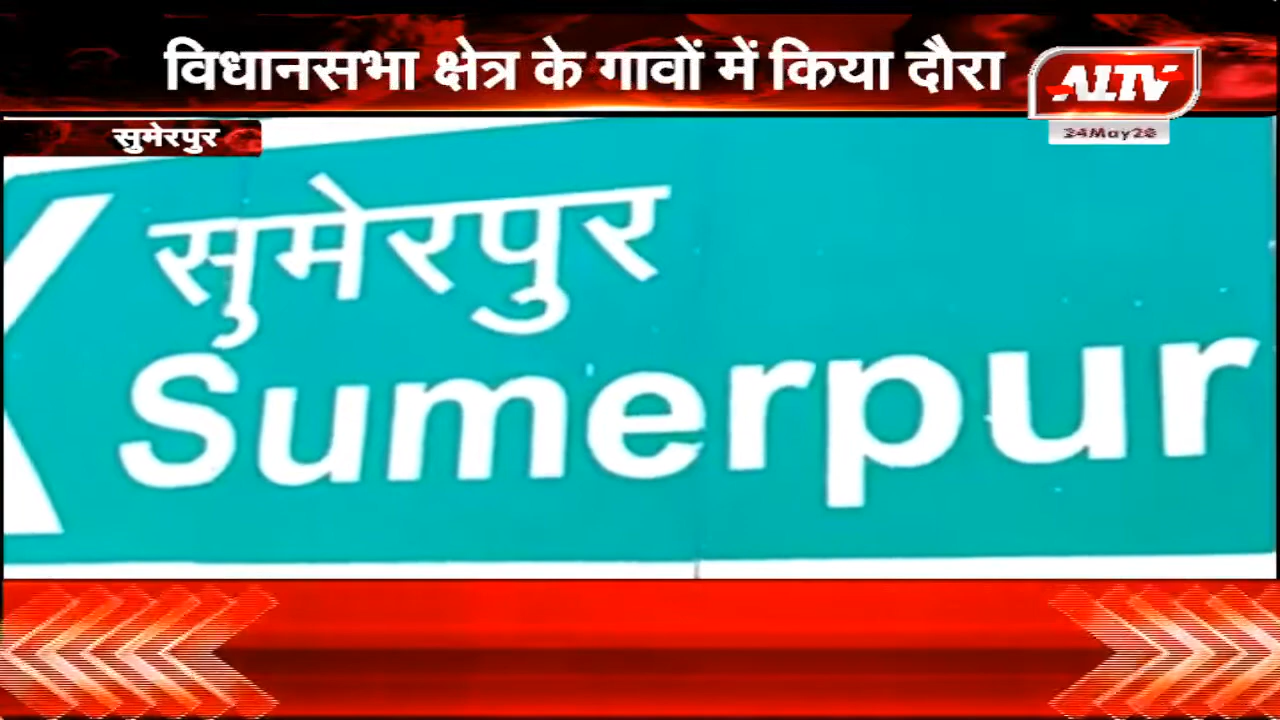 विधानसभा क्षेत्र के गावों में किया दौरा
ALTV
24May20
सुमेरपुर
सुमेरपुर
Sumerpur